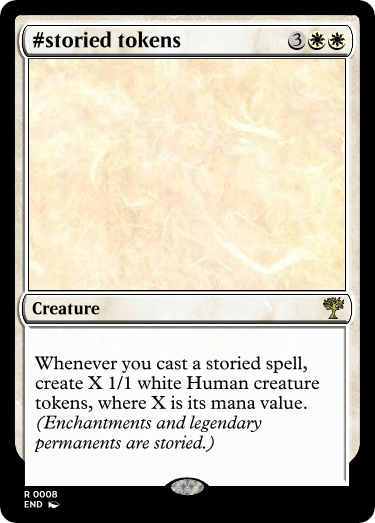 #storied tokens 3
Creature
Whenever you cast a storied spell,
create X 1/1 white Human creature
tokens, where X is its mana value.
(Enchantments and legendary
permanents are storied.)
R 0008
END